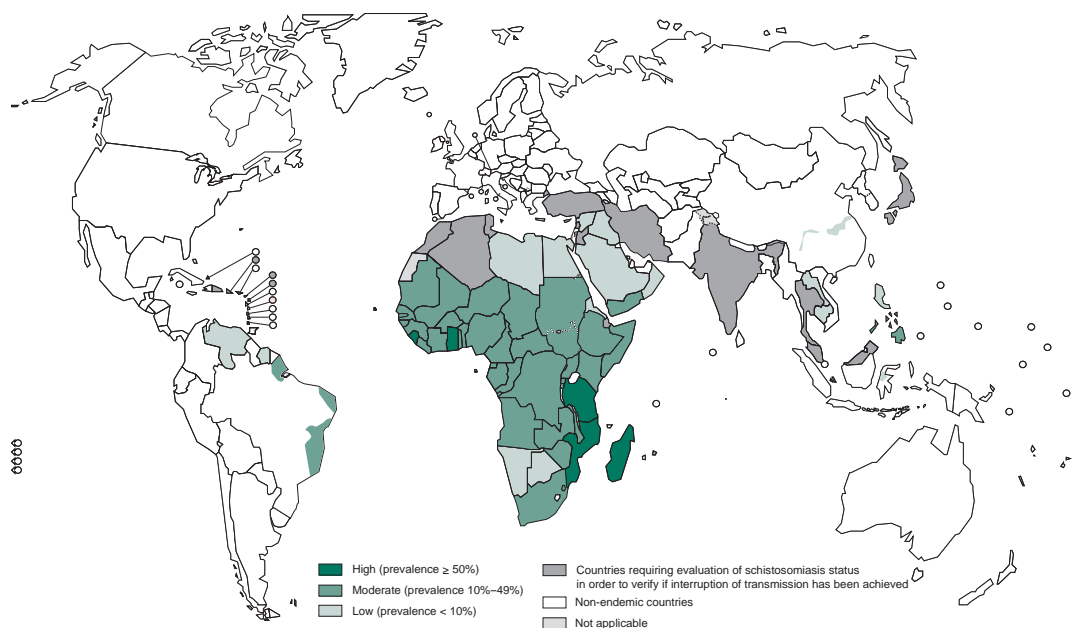 High (prevalence ≥ 50%)
Moderate (prevalence 10%–49%)
Low (prevalence < 10%)
Countries requiring evaluation of schistosomiasis status
in order to verify if interruption of transmission has been achieved
Non-endemic countries
Not applicable